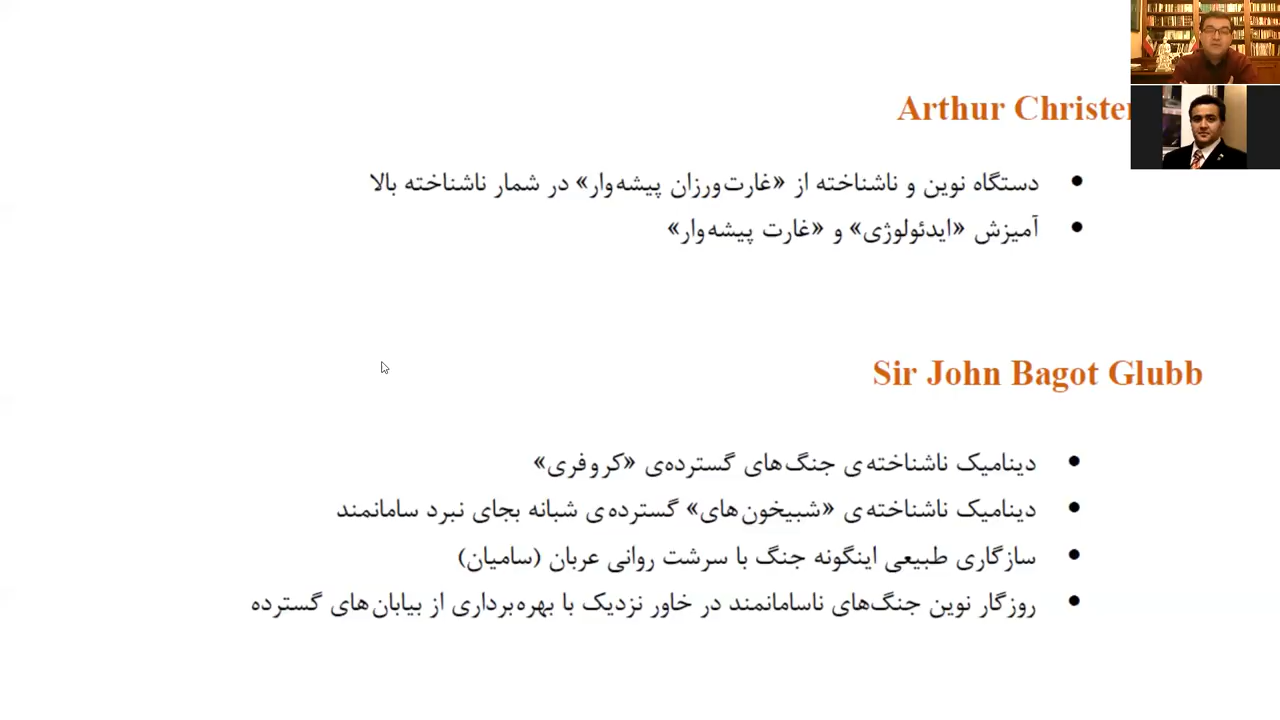 Arthur Christe
دستگاه نوین و ناشناخته از «غارت‌ورزان پیشه‌وار» در شمار ناشناخته بالا
آمیزش «ایدئولوژی» و «غارت پیشه‌وار»
Sir John Bagot Glubb
دینامیک ناشناخته‌ی جنگ‌های گسترده‌ی «کروفری»
دینامیک ناشناخته‌ی «شبیخون‌های» گسترده‌ی شبانه بجای نبرد سامانمند
سازگاری طبیعی اینگونه جنگ با سرشت روانی عربان (سامیان)
روزگار نوین جنگ‌های ناسامانمند در خاور نزدیک با بهره‌برداری از بیابان‌های گسترده